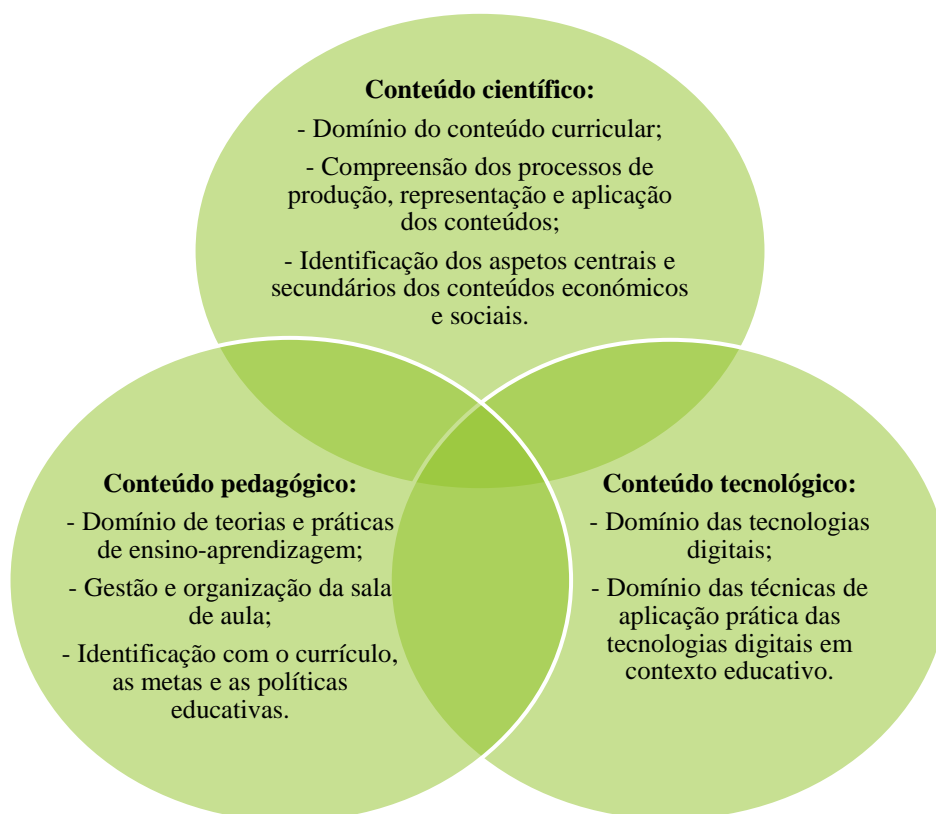 Conteúdo científico:
- Domínio do conteúdo curricular;
- Compreensão dos processos de
produção, representação e aplicação
dos conteúdos;
- Identificação dos aspetos centrais e
secundários dos conteúdos económicos
e sociais.
Conteúdo pedagógico:
- Domínio de teorias e práticas
de ensino-aprendizagem;
- Gestão e organização da sala
de aula;
- Identificação com o currículo,
as metas e as políticas
educativas.
Conteúdo tecnológico:
- Domínio das tecnologias
digitais;
- Domínio das técnicas de
aplicação prática das
tecnologias digitais em
contexto educativo.